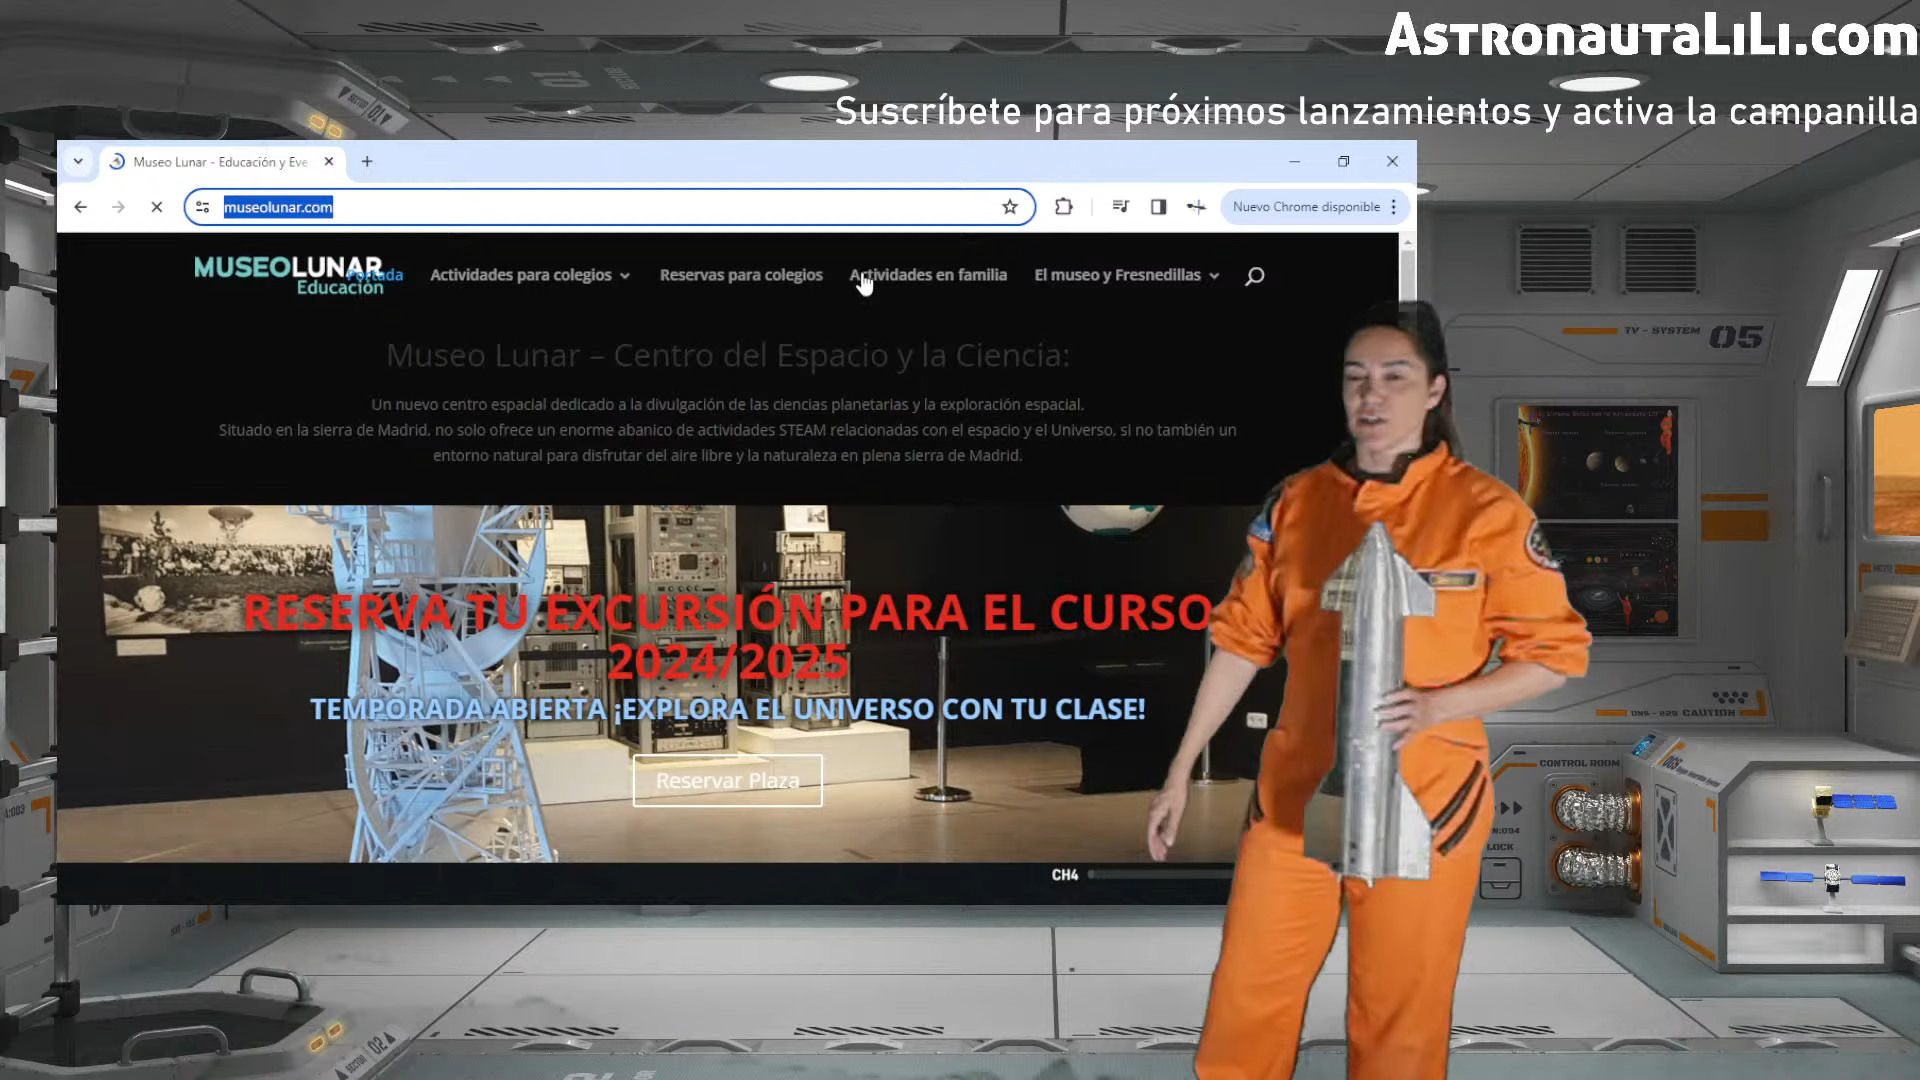 AstronautaLiLi.com
Suscríbete para próximos lanzamientos y activa la campanilla
Museo Lunar - Educación y Eve
museolunar.com
Nuevo Chrome disponible
MUSEOLUNAR
Educación
Portada
Actividades para colegios
Reservas para colegios
Actividades en familia
El museo y Fresnedillas
Museo Lunar – Centro del Espacio y la Ciencia:
Un nuevo centro espacial dedicado a la divulgación de las ciencias planetarias y la exploración espacial.
Situado en la sierra de Madrid, no solo ofrece un enorme abanico de actividades STEAM relacionadas con el espacio y el Universo, si no también un
entorno natural para disfrutar del aire libre y la naturaleza en plena sierra de Madrid.
RESERVA TU EXCURSIÓN PARA EL CURSO
2024/2025
TEMPORADA ABIERTA ¡EXPLORA EL UNIVERSO CON TU CLASE!
Reservar Plaza
CH4
TV - SYSTEM 05
CAUTION
CONTROL ROOM
LOCK
SECTOR 01
SECTOR 02